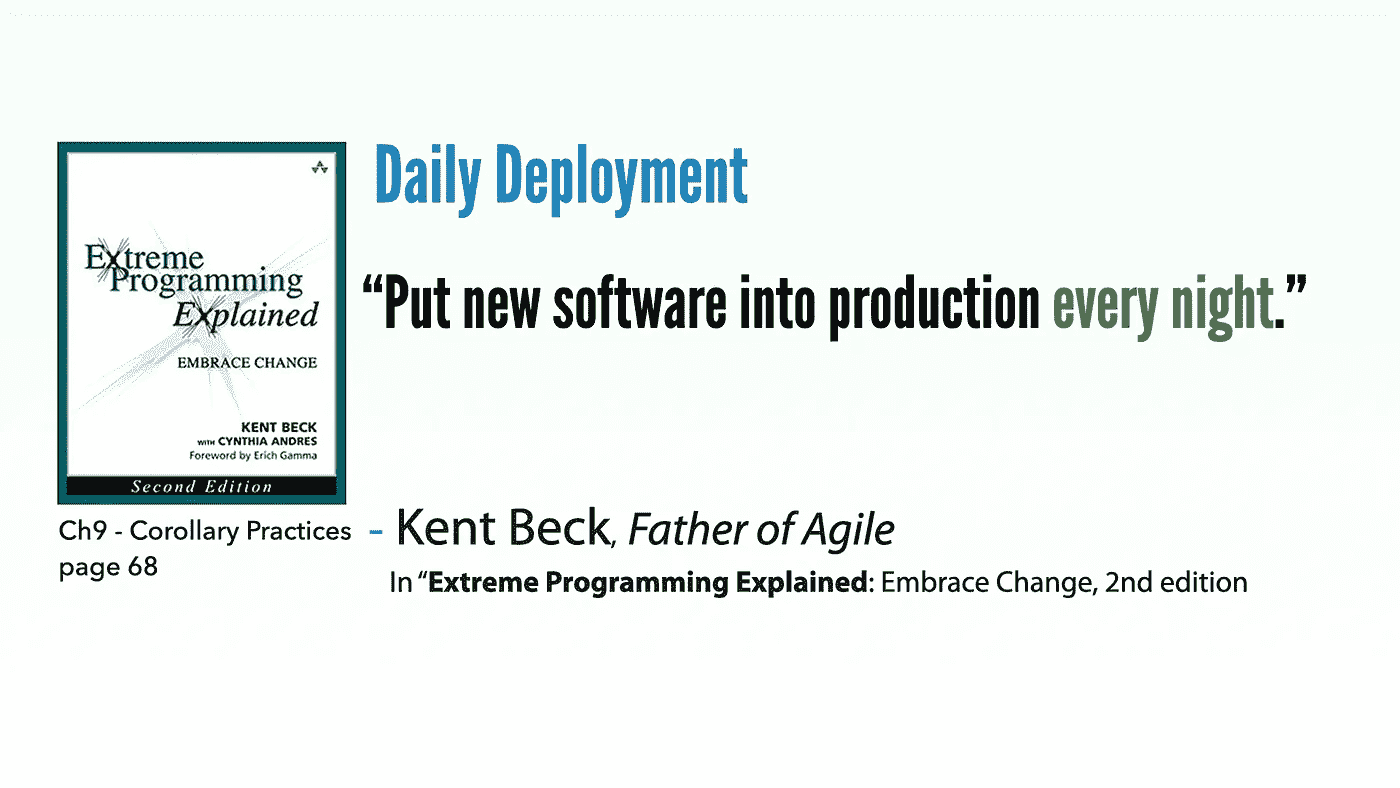 Daily Deployment
“Put new software into production every night.”
Extreme
Programming
Explained
EMBRACE CHANGE
KENT BECK
WITH CYNTHIA ANDRES
Foreword by Erich Gamma
Second Edition
Ch9 - Corollary Practices
page 68
- Kent Beck, Father of Agile
In “Extreme Programming Explained: Embrace Change, 2nd edition